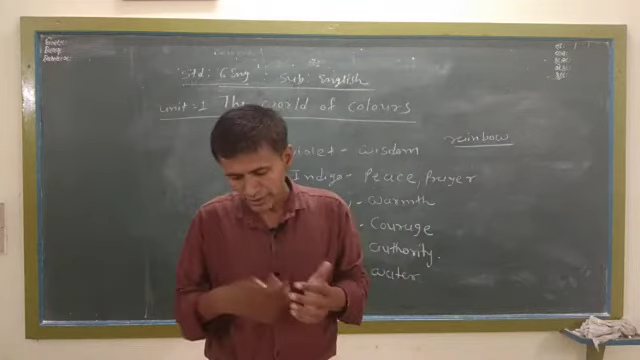 Std: 6 Sub: English
Unit: 1 The world of colours
rainbow
violet - wisdom
Indigo - Peace, Prayer
- warmth
- Courage
authority.
water